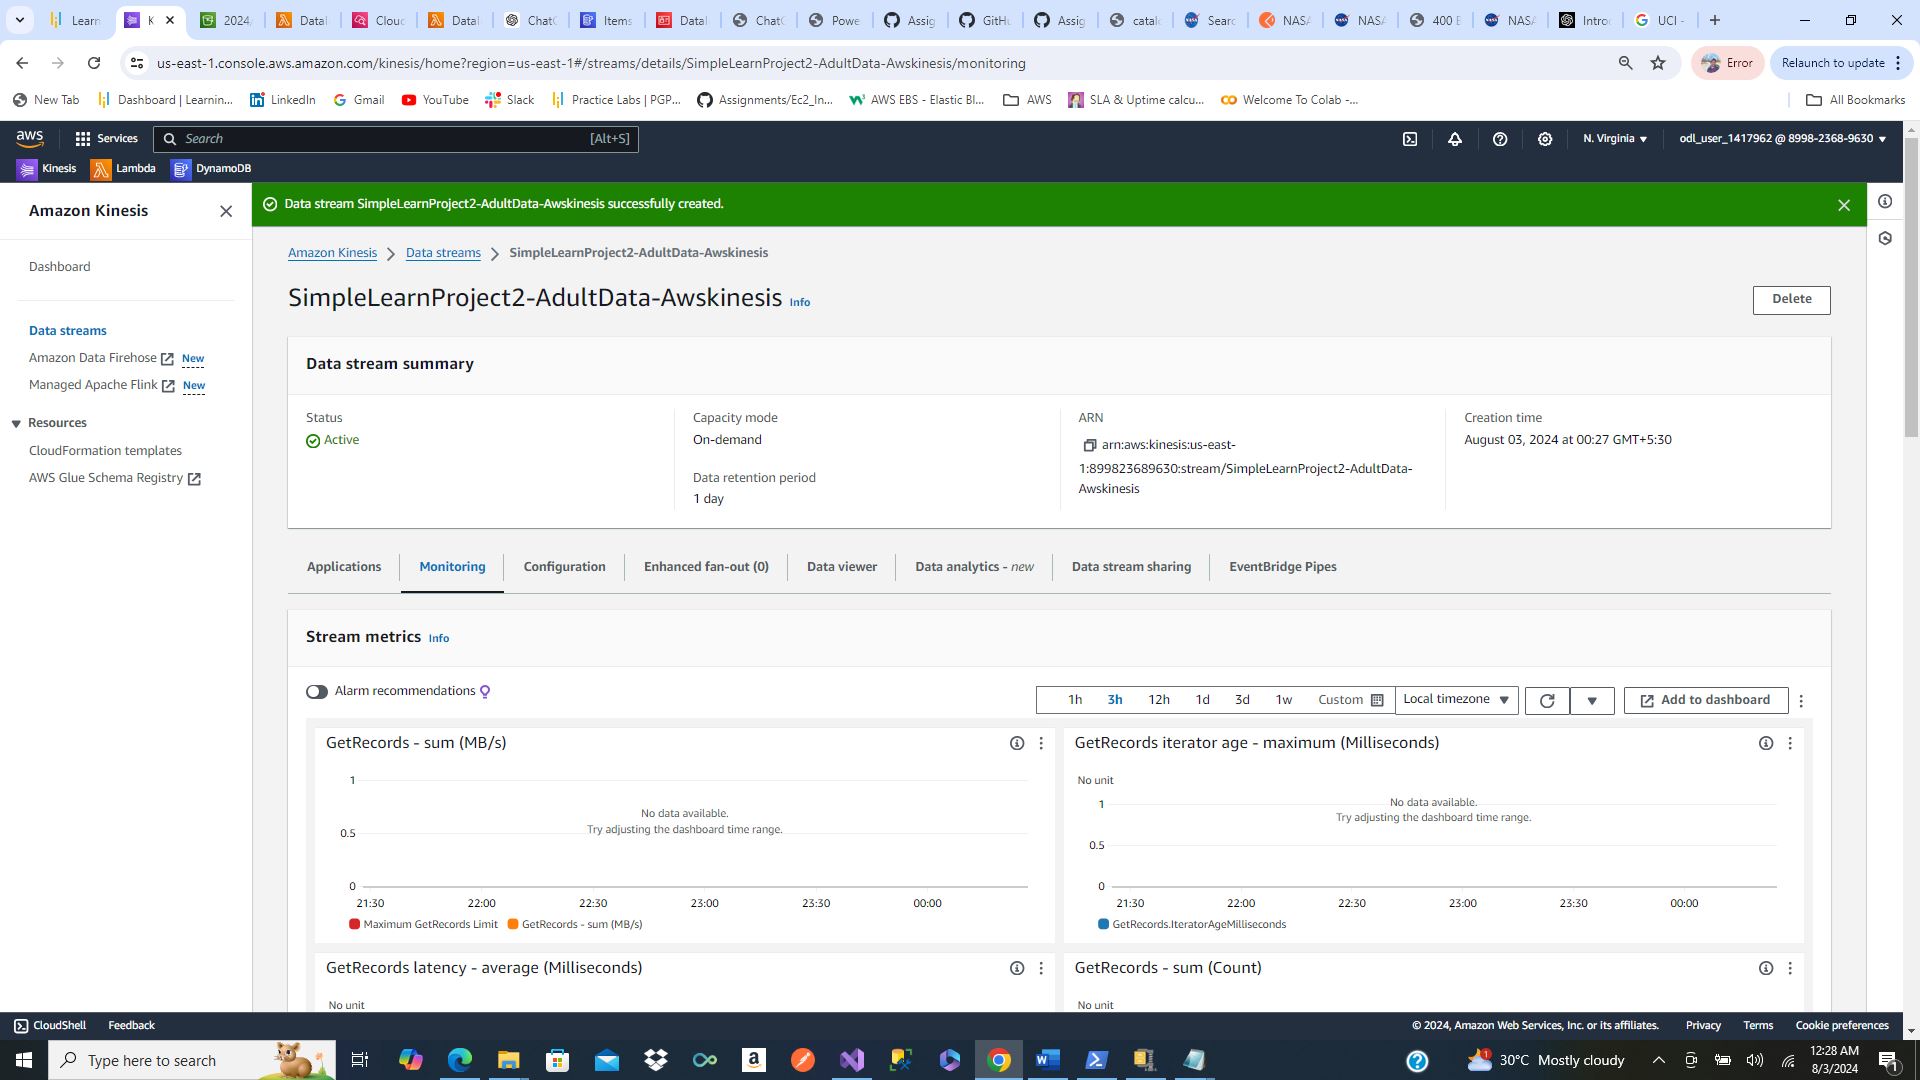 Learn
K
2024/
Datal
Cloud
Datal
ChatG
Items
Datal
ChatG
Powe
Assig
GitHu
Assig
catalo
Searc
NASA
NASA
400 B
NASA
Introd
UCI -
us-east-1.console.aws.amazon.com/kinesis/home?region=us-east-1#/streams/details/SimpleLearnProject2-AdultData-Awskinesis/monitoring
Error
Relaunch to update
New Tab
Dashboard | Learnin...
LinkedIn
Gmail
YouTube
Slack
Practice Labs | PGP...
Assignments/Ec2_In...
AWS EBS - Elastic Bl...
AWS
SLA & Uptime calcu...
Welcome To Colab -...
All Bookmarks
aws
Services
Search
[Alt+S]
N. Virginia
odl_user_1417962 @ 8998-2368-9630
Kinesis
Lambda
DynamoDB
Amazon Kinesis
Dashboard
Data streams
Amazon Data Firehose New
Managed Apache Flink New
Resources
CloudFormation templates
AWS Glue Schema Registry
Data stream SimpleLearnProject2-AdultData-Awskinesis successfully created.
Amazon Kinesis
Data streams
SimpleLearnProject2-AdultData-Awskinesis
SimpleLearnProject2-AdultData-Awskinesis Info
Delete
Data stream summary
Status
Active
Capacity mode
On-demand
Data retention period
1 day
ARN
arn:aws:kinesis:us-east-
1:899823689630:stream/SimpleLearnProject2-AdultData-
Awskinesis
Creation time
August 03, 2024 at 00:27 GMT+5:30
Applications
Monitoring
Configuration
Enhanced fan-out (0)
Data viewer
Data analytics - new
Data stream sharing
EventBridge Pipes
Stream metrics Info
Alarm recommendations
1h
3h
12h
1d
3d
1w
Custom
Local timezone
Add to dashboard
GetRecords - sum (MB/s)
1
No data available.
Try adjusting the dashboard time range.
0.5
0
21:30
22:00
22:30
23:00
23:30
00:00
Maximum GetRecords Limit
GetRecords - sum (MB/s)
GetRecords iterator age - maximum (Milliseconds)
No unit
1
No data available.
Try adjusting the dashboard time range.
0.5
0
21:30
22:00
22:30
23:00
23:30
00:00
GetRecords.IteratorAgeMilliseconds
GetRecords latency - average (Milliseconds)
No unit
GetRecords - sum (Count)
No unit
CloudShell
Feedback
© 2024, Amazon Web Services, Inc. or its affiliates.
Privacy
Terms
Cookie preferences
Type here to search
1
30°C Mostly cloudy
12:28 AM
8/3/2024
1